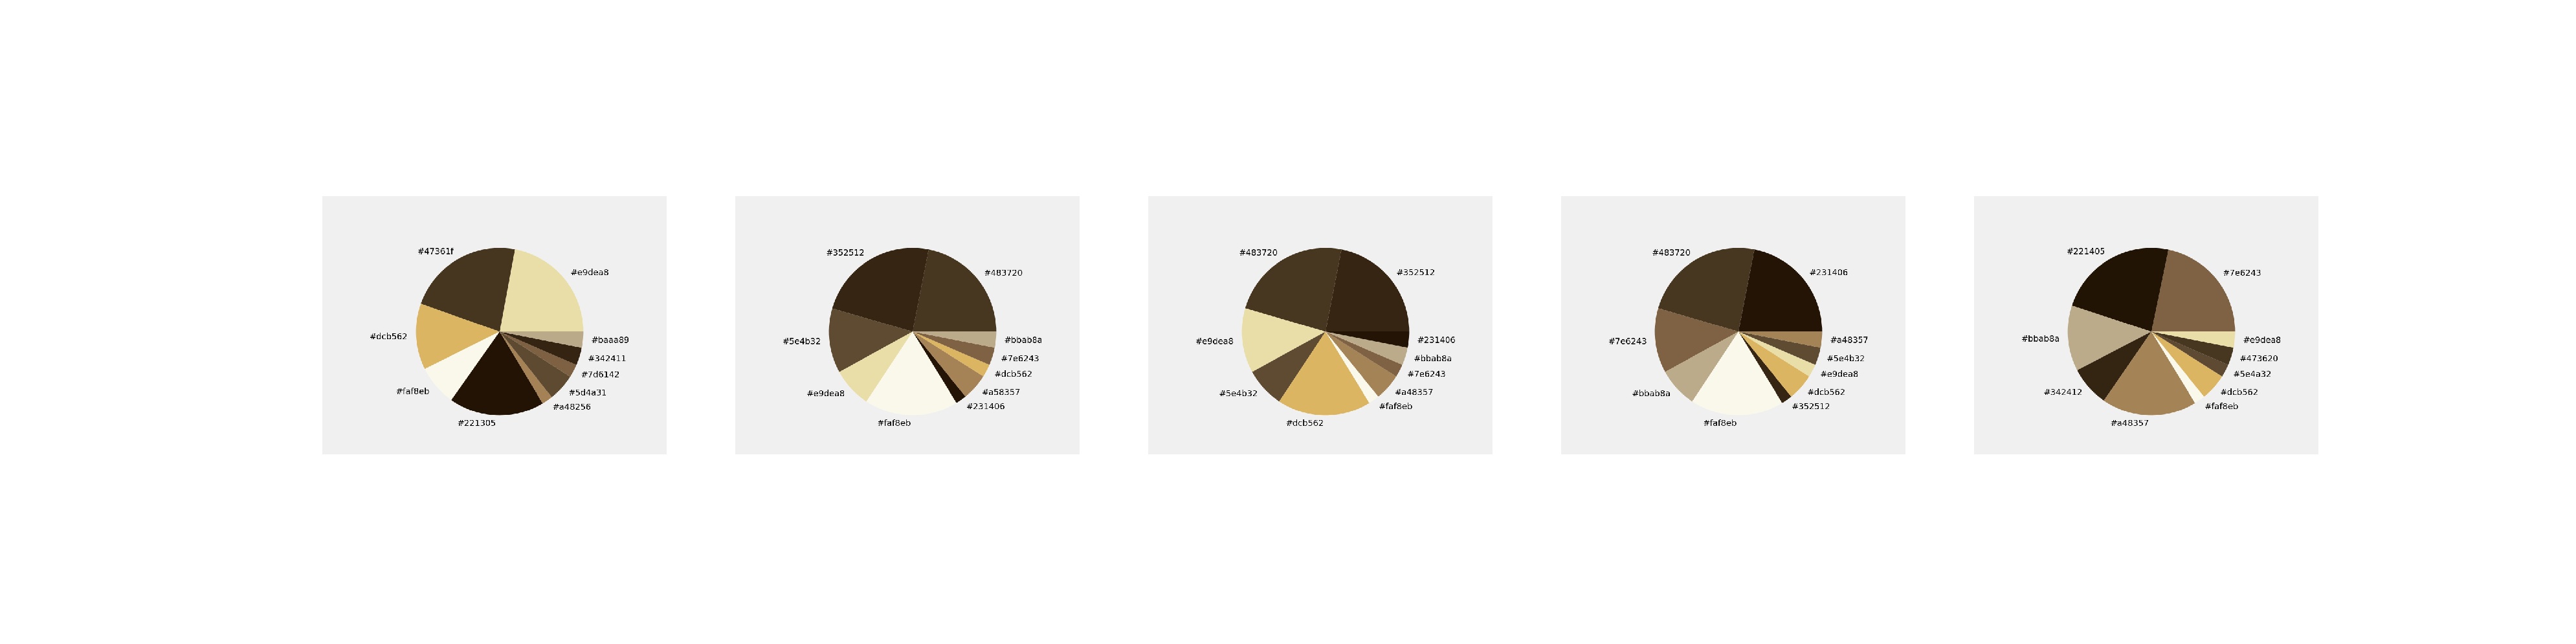 #47361f
#e9dea8
#dcb562
#baaa89
#342411
#7d6142
#faf8eb
#5d4a31
#a48256
#221305
#352512
#483720
#5e4b32
#bbab8a
#7e6243
#dcb562
#e9dea8
#a58357
#231406
#faf8eb
#483720
#352512
#e9dea8
#231406
#bbab8a
#7e6243
#5e4b32
#a48357
#faf8eb
#dcb562
#483720
#231406
#7e6243
#a48357
#5e4b32
#e9dea8
#bbab8a
#dcb562
#352512
#faf8eb
#221405
#7e6243
#bbab8a
#e9dea8
#473620
#5e4a32
#342412
#dcb562
#faf8eb
#a48357